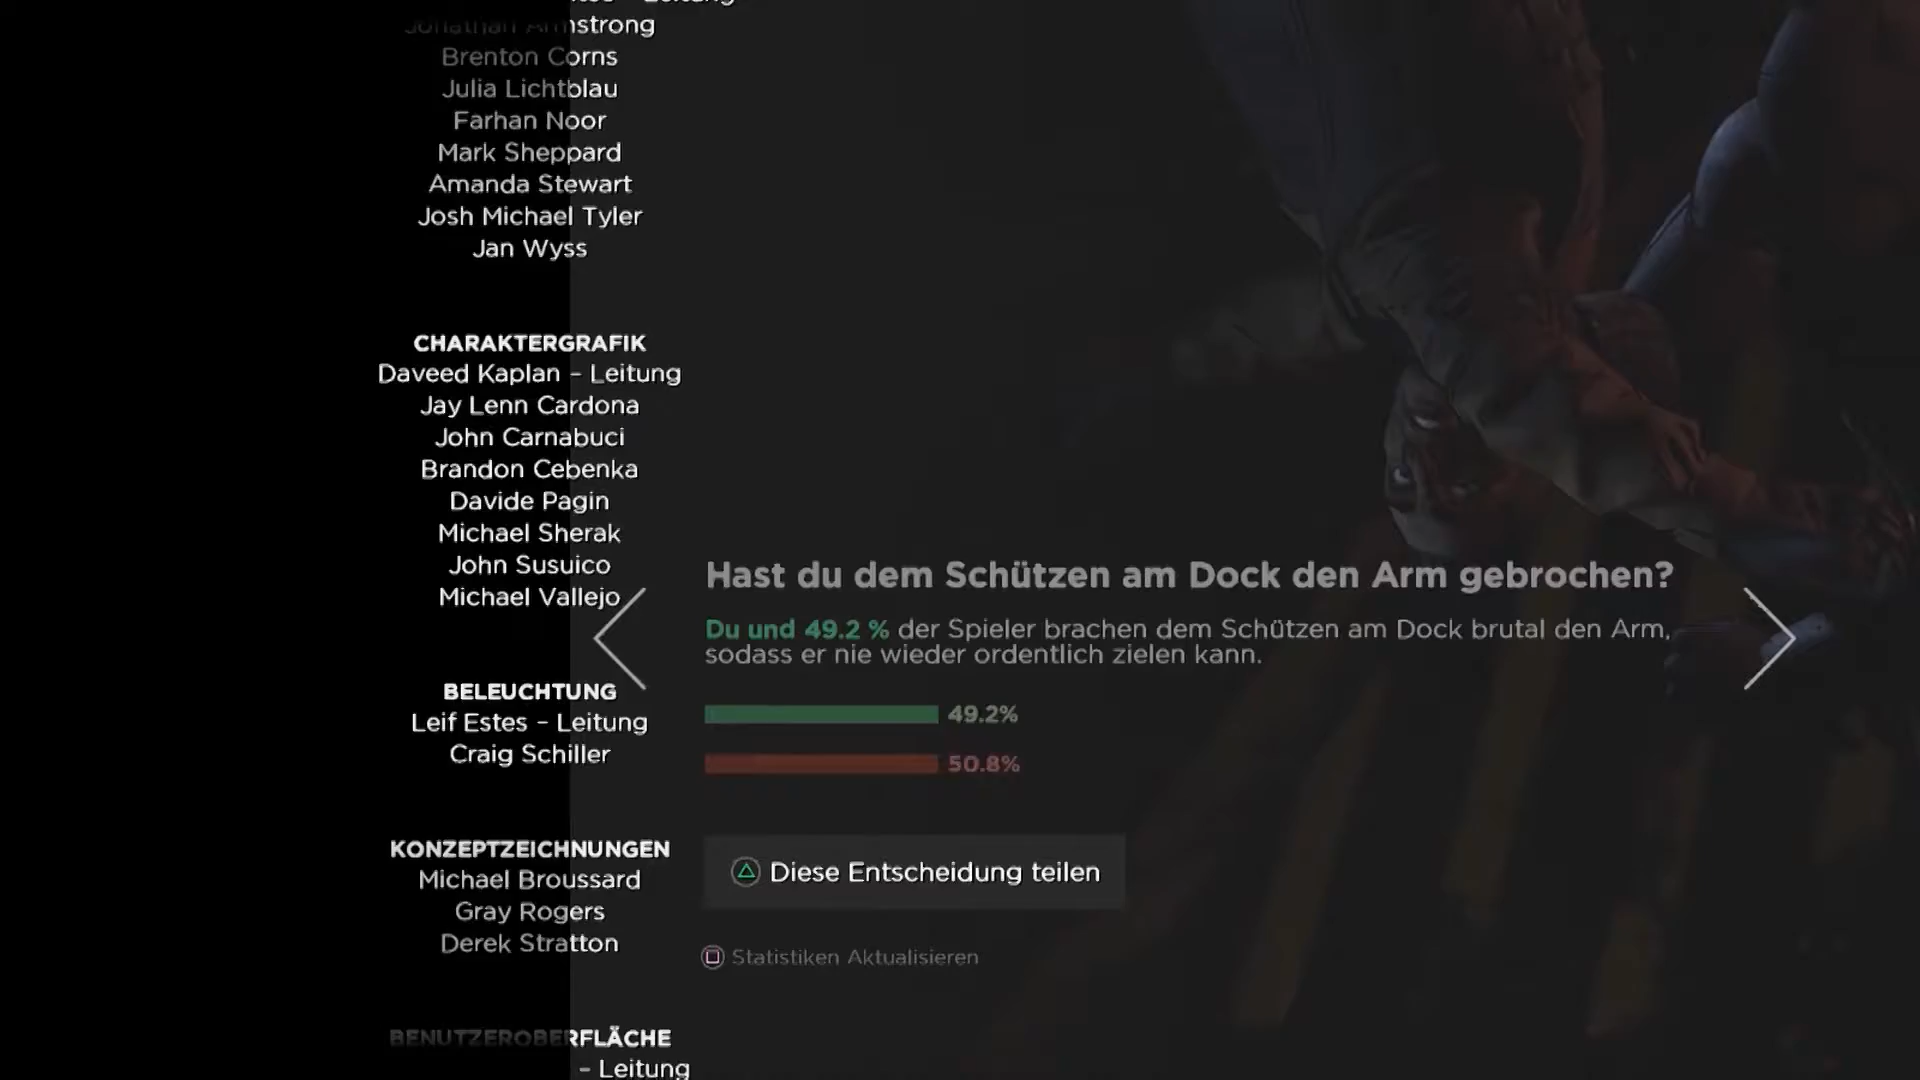 Armstrong
Brenton Corns
Julia Lichtblau
Farhan Noor
Mark Sheppard
Amanda Stewart
Josh Michael Tyler
Jan Wyss
CHARAKTERGRAFIK
Daveed Kaplan – Leitung
Jay Lenn Cardona
John Carnabuci
Brandon Cebenka
Davide Pagin
Michael Sherak
John Susuico
Michael Vallejo
BELEUCHTUNG
Leif Estes – Leitung
Craig Schiller
KONZEPTZEICHNUNGEN
Michael Broussard
Gray Rogers
Derek Stratton
BENUTZEROBERFLÄCHE
– Leitung
Hast du dem Schützen am Dock den Arm gebrochen?
Du und 49.2 % der Spieler brachen dem Schützen am Dock brutal den Arm,
sodass er nie wieder ordentlich zielen kann.
49.2%
50.8%
Diese Entscheidung teilen
Statistiken Aktualisieren